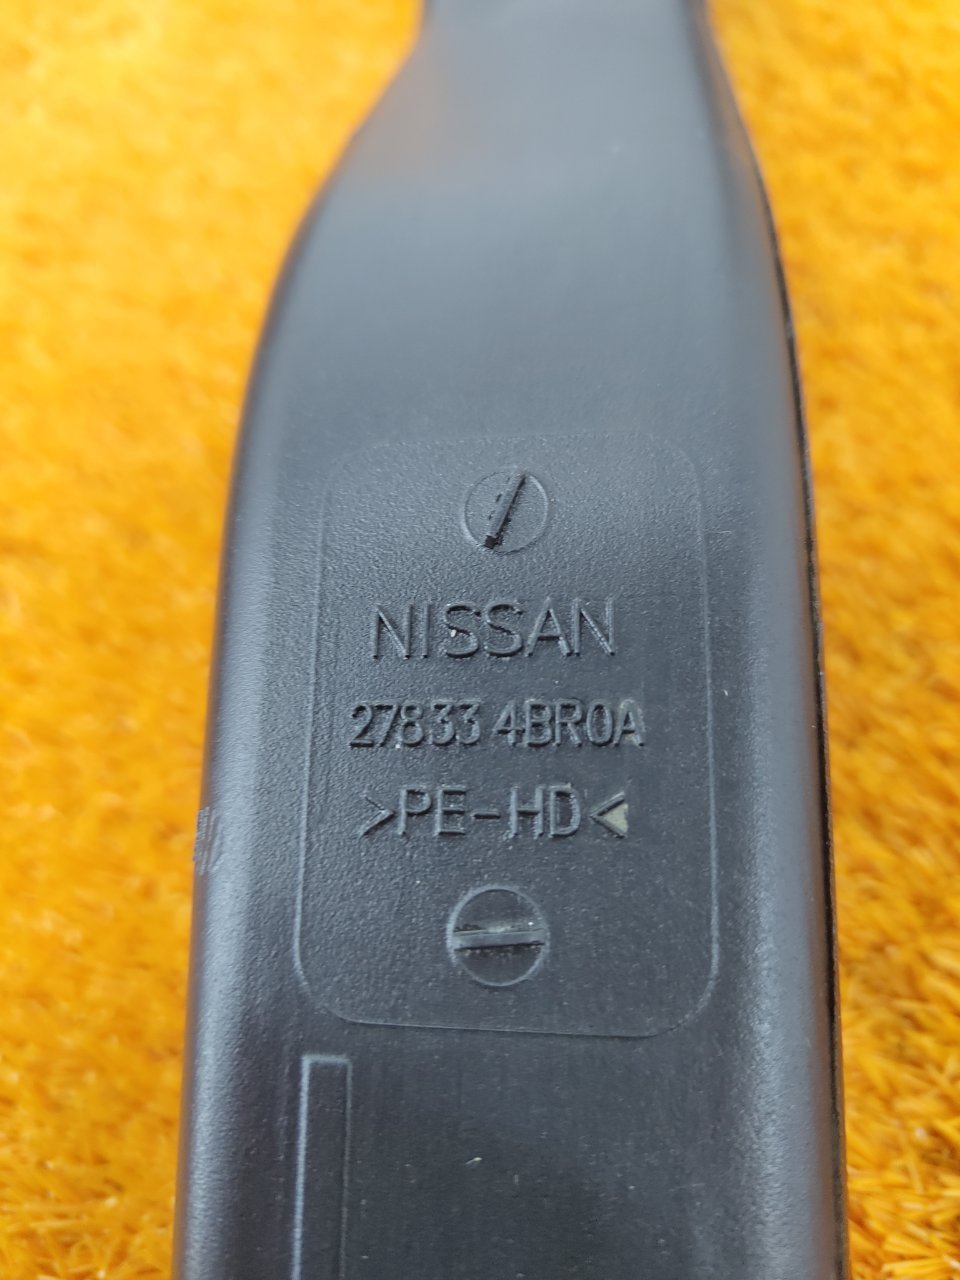 NISSAN
27833 4BR0A
>PE-HD<